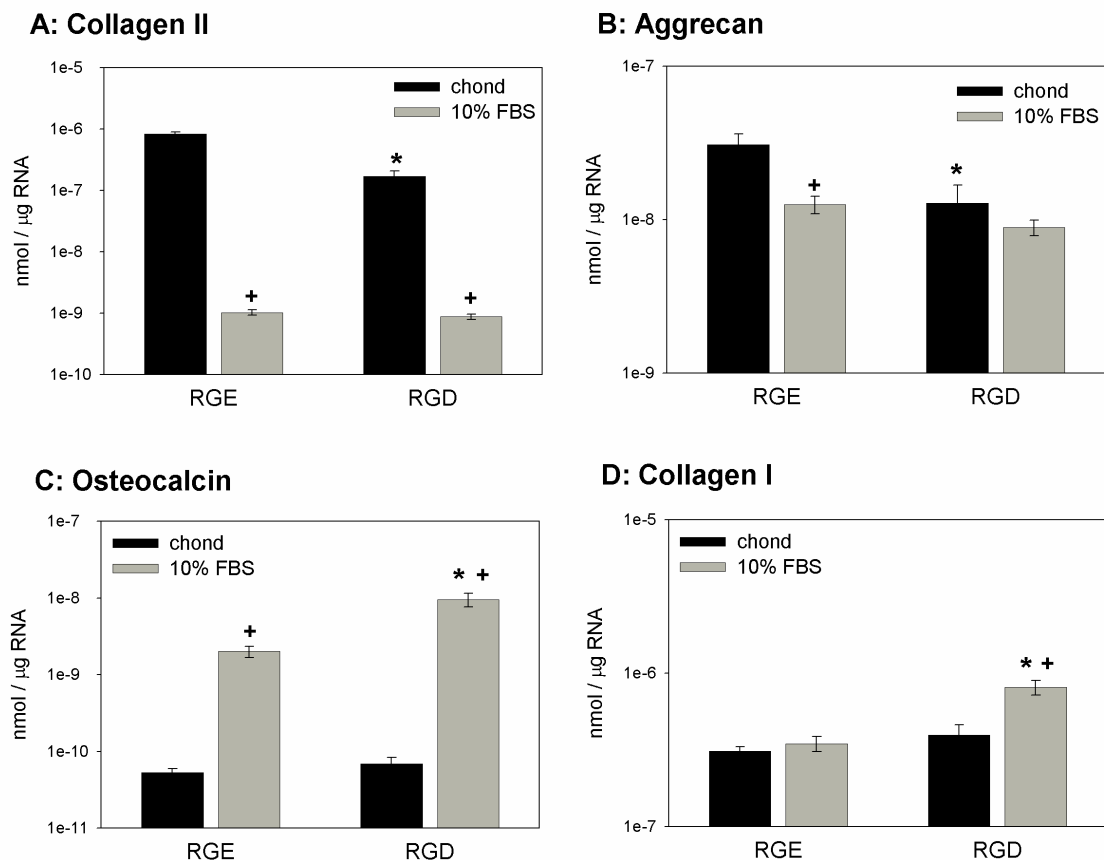 A: Collagen II
1e-5
1e-6
1e-7
1e-8
1e-9
1e-10
nmol / μg RNA
chond
10% FBS
*
+
+
RGE
RGD
B: Aggrecan
1e-7
1e-8
1e-9
nmol / μg RNA
chond
10% FBS
+
*
RGE
RGD
C: Osteocalcin
1e-7
1e-8
1e-9
1e-10
1e-11
nmol / μg RNA
chond
10% FBS
+
* +
RGE
RGD
D: Collagen I
1e-5
1e-6
1e-7
nmol / μg RNA
chond
10% FBS
* +
RGE
RGD